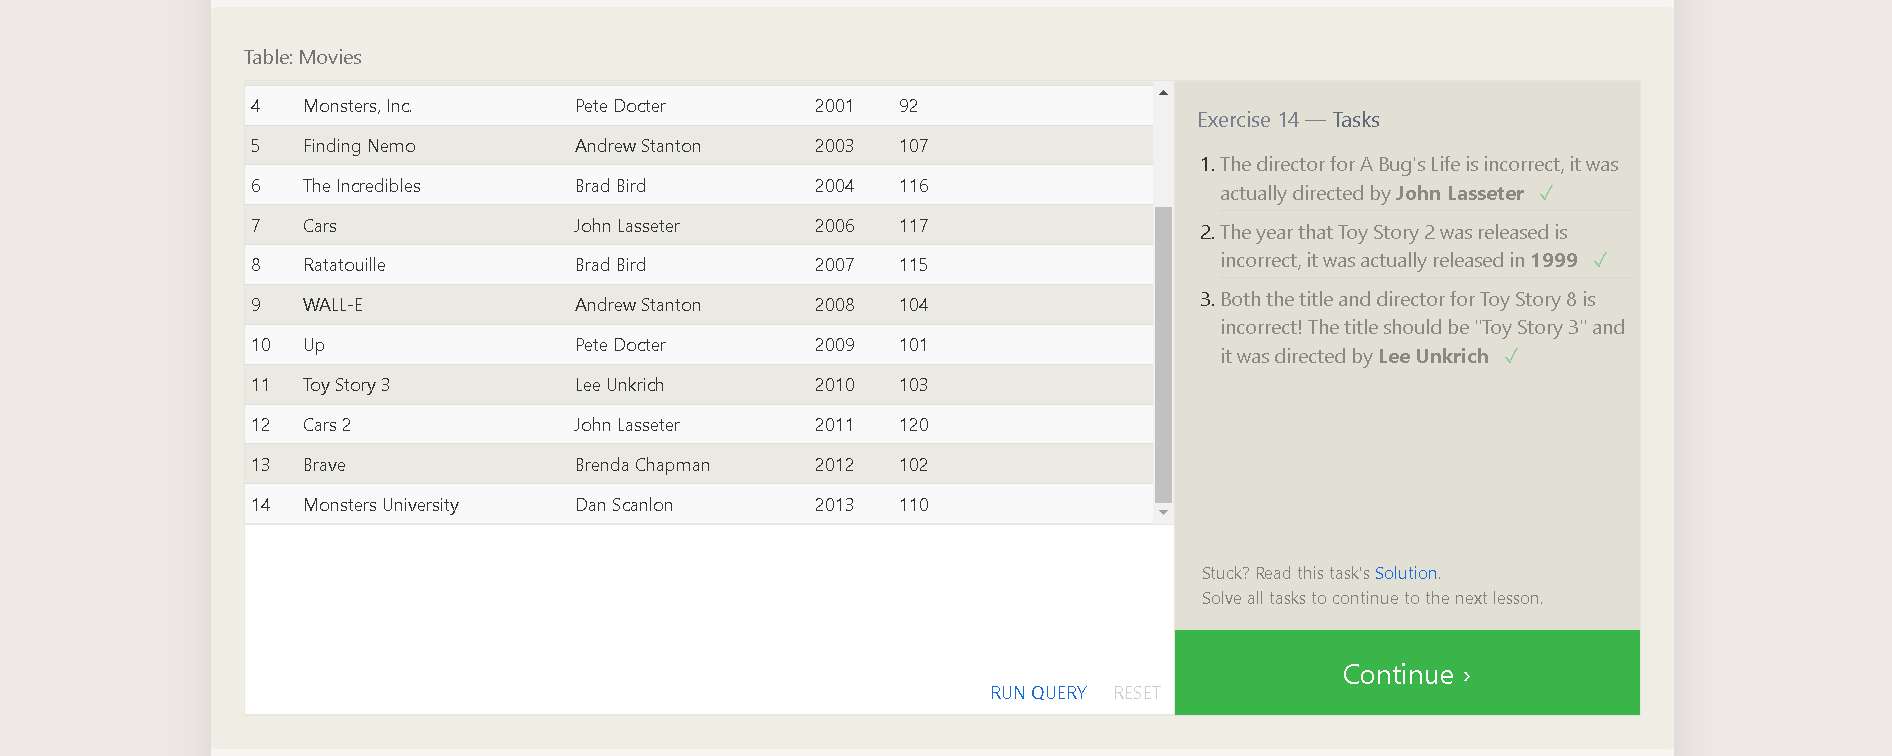 Table: Movies
4 Monsters, Inc. Pete Docter 2001 92
5 Finding Nemo Andrew Stanton 2003 107
6 The Incredibles Brad Bird 2004 116
7 Cars John Lasseter 2006 117
8 Ratatouille Brad Bird 2007 115
9 WALL-E Andrew Stanton 2008 104
10 Up Pete Docter 2009 101
11 Toy Story 3 Lee Unkrich 2010 103
12 Cars 2 John Lasseter 2011 120
13 Brave Brenda Chapman 2012 102
14 Monsters University Dan Scanlon 2013 110
RUN QUERY RESET
Exercise 14 — Tasks
1. The director for A Bug's Life is incorrect, it was
actually directed by John Lasseter ✓
2. The year that Toy Story 2 was released is
incorrect, it was actually released in 1999 ✓
3. Both the title and director for Toy Story 8 is
incorrect! The title should be "Toy Story 3" and
it was directed by Lee Unkrich ✓
Stuck? Read this task's Solution.
Solve all tasks to continue to the next lesson.
Continue ›